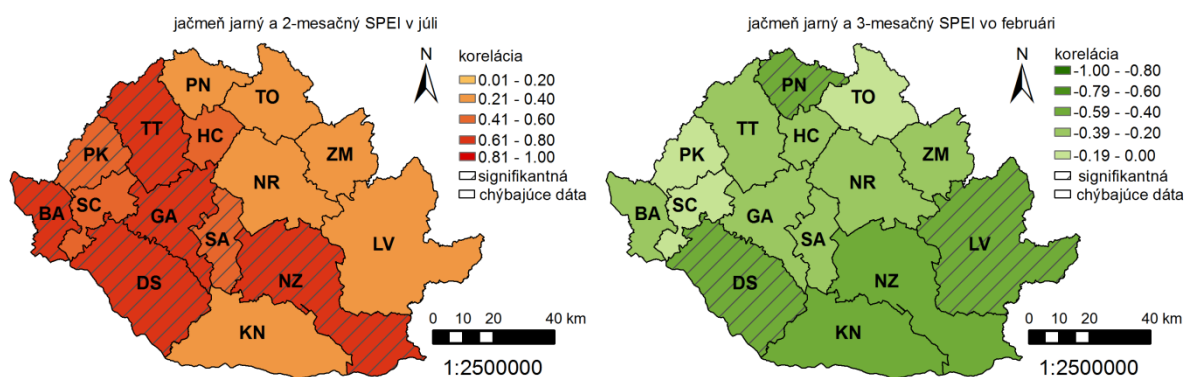 jačmeň jarný a 2-mesačný SPEI v júli
korelácia
0.01 - 0.20
0.21 - 0.40
0.41 - 0.60
0.61 - 0.80
0.81 - 1.00
signifikantná
chýbajúce dáta
N
PN
TO
TT
HC
ZM
PK
NR
BA
SC
GA
SA
LV
DS
NZ
KN
0 20 40 km
1:2500000
jačmeň jarný a 3-mesačný SPEI vo februári
korelácia
-1.00 - -0.80
-0.79 - -0.60
-0.59 - -0.40
-0.39 - -0.20
-0.19 - 0.00
signifikantná
chýbajúce dáta
N
PN
TO
TT
HC
ZM
PK
NR
BA
SC
GA
SA
LV
DS
NZ
KN
0 20 40 km
1:2500000